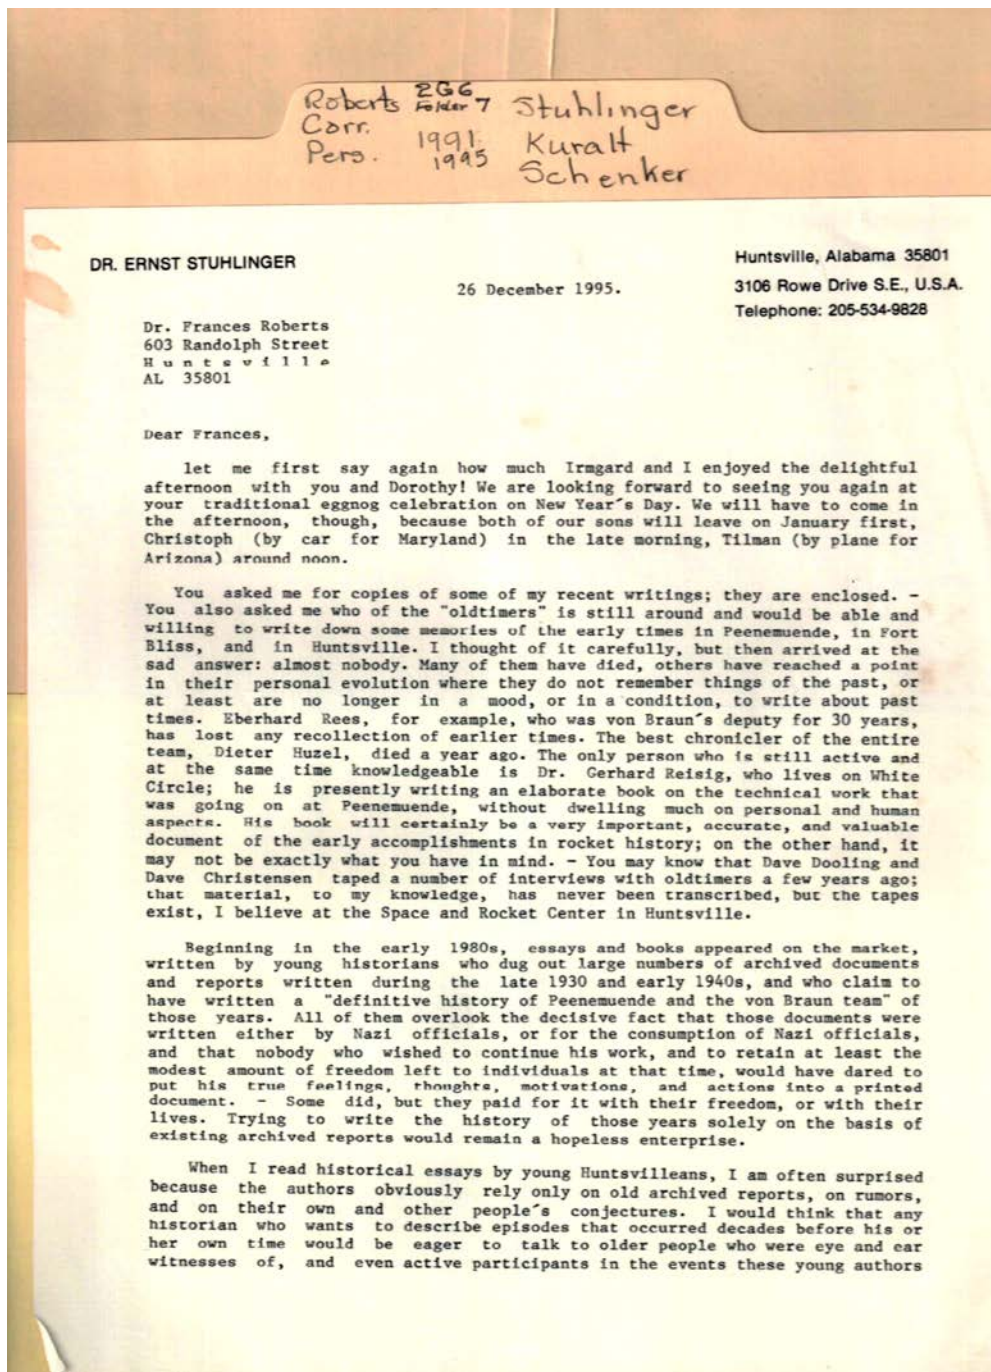 Roberts 2G6 Stuhlinger
Folder 7
Corr. 1991 Kuralt
Pers. 1995 Schenker
DR. ERNST STUHLINGER
Huntsville, Alabama 35801
3106 Rowe Drive S.E., U.S.A.
Telephone: 205-534-9828
26 December 1995.
Dr. Frances Roberts
603 Randolph Street
H u n t s v i l l e
AL 35801
Dear Frances,
let me first say again how much Irmgard and I enjoyed the delightful
afternoon with you and Dorothy! We are looking forward to seeing you again at
your traditional eggnog celebration on New Year's Day. We will have to come in
the afternoon, though, because both of our sons will leave on January first,
Christoph (by car for Maryland) in the late morning, Tilman (by plane for
Arizona) around noon.
You asked me for copies of some of my recent writings; they are enclosed. -
You also asked me who of the "oldtimers" is still around and would be able and
willing to write down some memories of the early times in Peenemuende, in Fort
Bliss, and in Huntsville. I thought of it carefully, but then arrived at the
sad answer: almost nobody. Many of them have died, others have reached a point
in their personal evolution where they do not remember things of the past, or
at least are no longer in a mood, or in a condition, to write about past
times. Eberhard Rees, for example, who was von Braun's deputy for 30 years,
has lost any recollection of earlier times. The best chronicler of the entire
team, Dieter Huzel, died a year ago. The only person who is still active and
at the same time knowledgeable is Dr. Gerhard Reisig, who lives on White
Circle; he is presently writing an elaborate book on the technical work that
was going on at Peenemuende, without dwelling much on personal and human
aspects. His book will certainly be a very important, accurate, and valuable
document of the early accomplishments in rocket history; on the other hand, it
may not be exactly what you have in mind. - You may know that Dave Dooling and
Dave Christensen taped a number of interviews with oldtimers a few years ago;
that material, to my knowledge, has never been transcribed, but the tapes
exist, I believe at the Space and Rocket Center in Huntsville.
Beginning in the early 1980s, essays and books appeared on the market,
written by young historians who dug out large numbers of archived documents
and reports written during the late 1930 and early 1940s, and who claim to
have written a "definitive history of Peenemuende and the von Braun team" of
those years. All of them overlook the decisive fact that those documents were
written either by Nazi officials, or for the consumption of Nazi officials,
and that nobody who wished to continue his work, and to retain at least the
modest amount of freedom left to individuals at that time, would have dared to
put his true feelings, thoughts, motivations, and actions into a printed
document. - Some did, but they paid for it with their freedom, or with their
lives. Trying to write the history of those years solely on the basis of
existing archived reports would remain a hopeless enterprise.
When I read historical essays by young Huntsvilleans, I am often surprised
because the authors obviously rely only on old archived reports, on rumors,
and on their own and other people's conjectures. I would think that any
historian who wants to describe episodes that occurred decades before his or
her own time would be eager to talk to older people who were eye and ear
witnesses of, and even active participants in the events these young authors